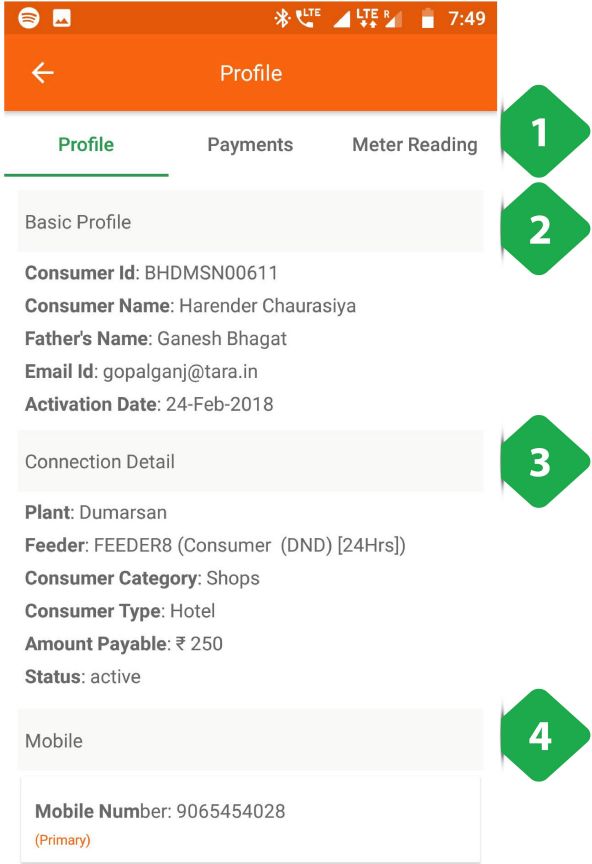 LTE LTE R 7:49
Profile
Profile Payments Meter Reading
1
Basic Profile
2
Consumer Id: BHDMSN00611
Consumer Name: Harender Chaurasiya
Father's Name: Ganesh Bhagat
Email Id: gopalganj@tara.in
Activation Date: 24-Feb-2018
Connection Detail
3
Plant: Dumarsan
Feeder: FEEDER8 (Consumer (DND) [24Hrs])
Consumer Category: Shops
Consumer Type: Hotel
Amount Payable: ₹ 250
Status: active
Mobile
4
Mobile Number: 9065454028
(Primary)